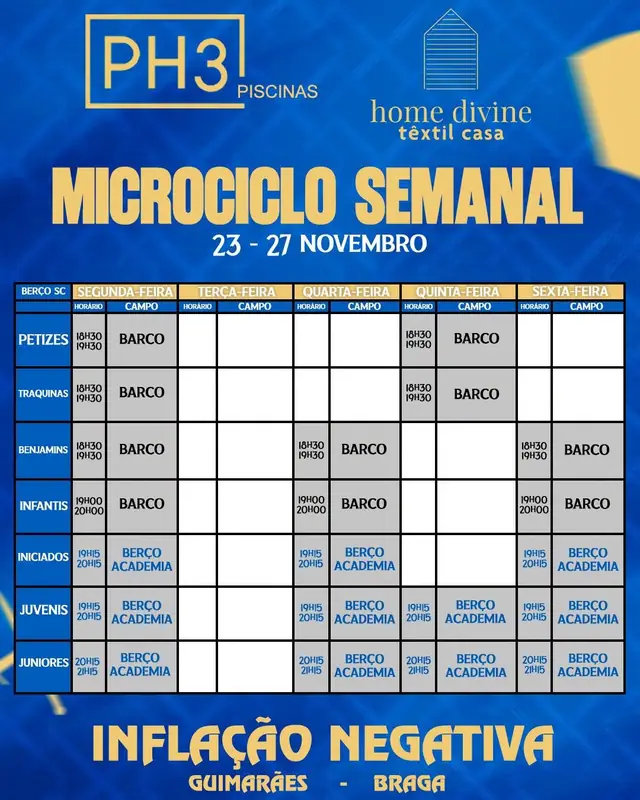 PH3
PISCINAS
home divine
têxtil casa
MICROCICLO SEMANAL
23 - 27 NOVEMBRO
BERÇO SC SEGUNDA-FEIRA TERÇA-FEIRA QUARTA-FEIRA QUINTA-FEIRA SEXTA-FEIRA
HORÁRIO CAMPO HORÁRIO CAMPO HORÁRIO CAMPO HORÁRIO CAMPO HORÁRIO CAMPO
PETIZES 18H30 19H30 BARCO 18H30 19H30 BARCO
TRAQUINAS 18H30 19H30 BARCO 18H30 19H30 BARCO
BENJAMINS 18H30 19H30 BARCO 18H30 19H30 BARCO 18H30 19H30 BARCO
INFANTIS 19H00 20H00 BARCO 19H00 20H00 BARCO 19H00 20H00 BARCO
INICIADOS 19H15 20H15 BERÇO ACADEMIA 19H15 20H15 BERÇO ACADEMIA 19H15 20H15 BERÇO ACADEMIA
JUVENIS 19H15 20H15 BERÇO ACADEMIA 19H15 20H15 BERÇO ACADEMIA 19H15 20H15 BERÇO ACADEMIA 19H15 20H15 BERÇO ACADEMIA
JUNIORES 20H15 21H15 BERÇO ACADEMIA 20H15 21H15 BERÇO ACADEMIA 20H15 21H15 BERÇO ACADEMIA 20H15 21H15 BERÇO ACADEMIA
INFLAÇÃO NEGATIVA
GUIMARÃES - BRAGA